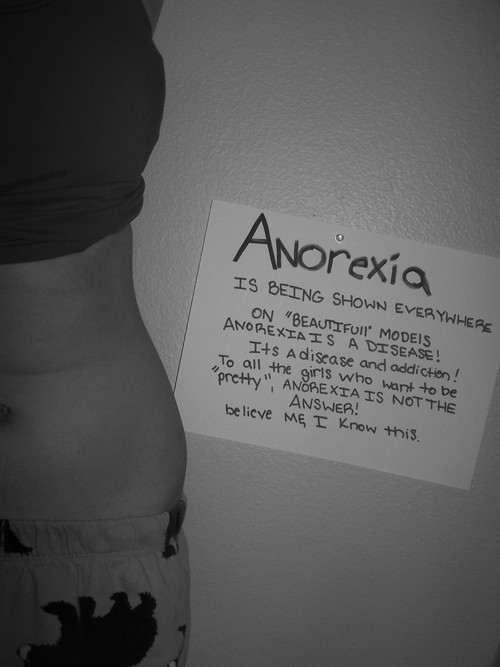 Anorexia
IS BEING SHOWN EVERYWHERE
ON "BEAUTIFUll" MODElS
ANOREXIA IS A DISEASE!
Its a disease and addiction!
To all the girls who want to be
"pretty", ANOREXIA IS NOT THE
ANSWER!
believe ME, I Know this.